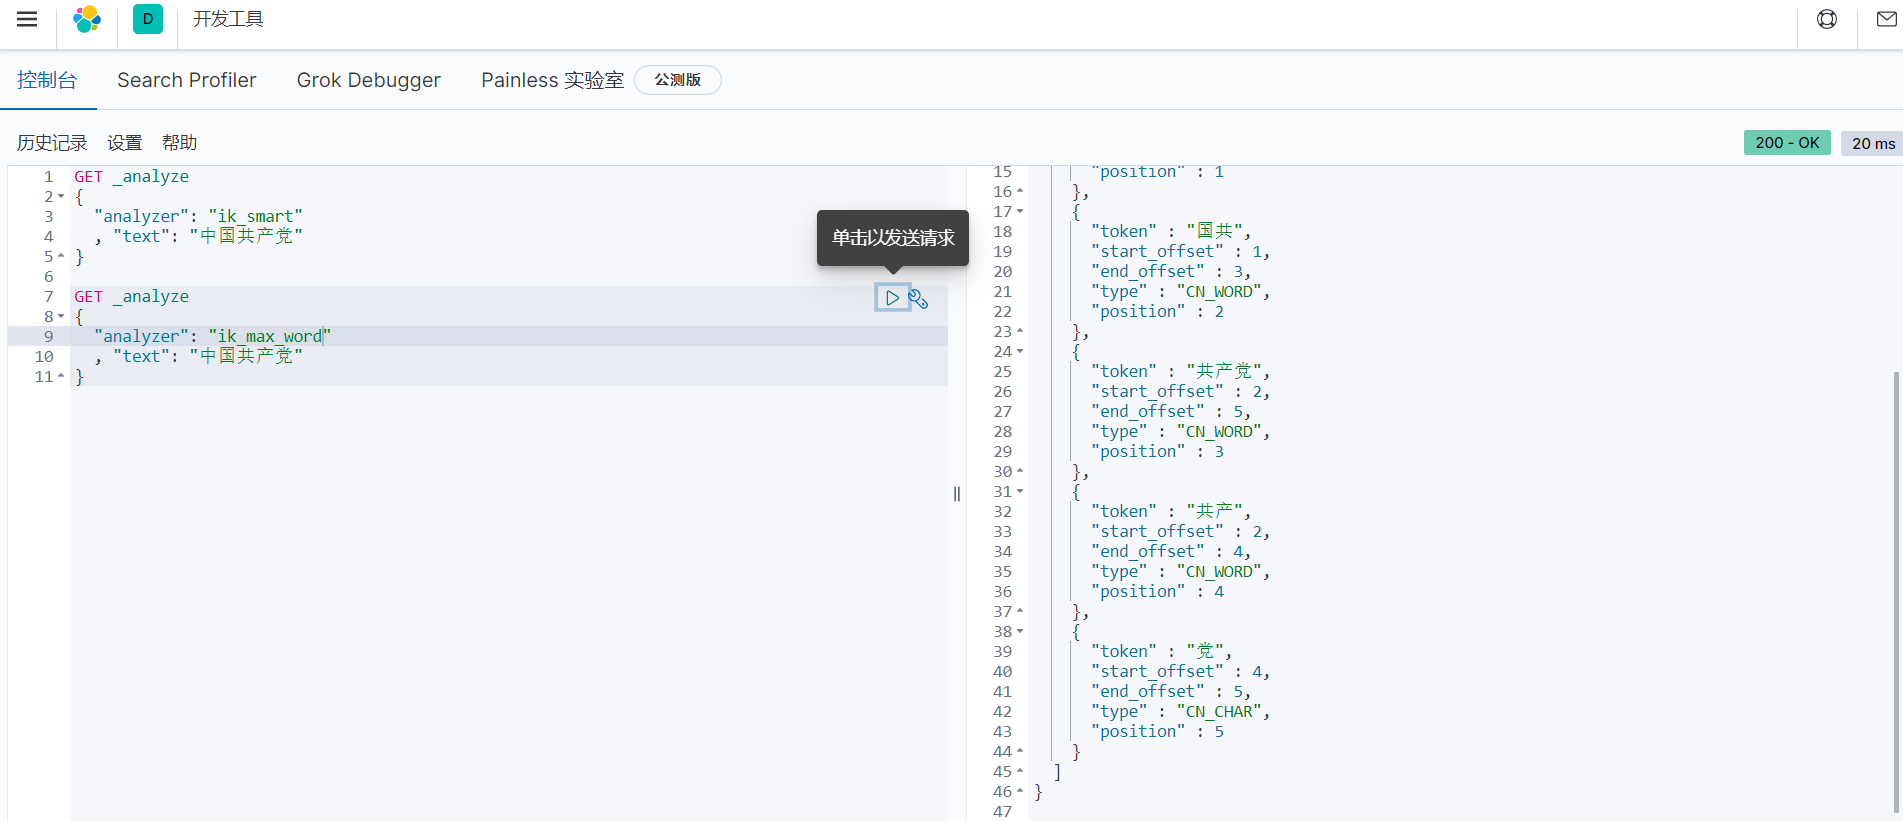 D 开发工具
控制台 Search Profiler Grok Debugger Painless 实验室 公测版
历史记录 设置 帮助
200 - OK 20 ms
1 GET _analyze
2 {
3 "analyzer": "ik_smart"
4 , "text": "中国共产党"
5 }
6
7 GET _analyze
8 {
9 "analyzer": "ik_max_word"
10 , "text": "中国共产党"
11 }
单击以发送请求
15 "position" : 1
16 },
17 {
18 "token" : "国共",
19 "start_offset" : 1,
20 "end_offset" : 3,
21 "type" : "CN_WORD",
22 "position" : 2
23 },
24 {
25 "token" : "共产党",
26 "start_offset" : 2,
27 "end_offset" : 5,
28 "type" : "CN_WORD",
29 "position" : 3
30 },
31 {
32 "token" : "共产",
33 "start_offset" : 2,
34 "end_offset" : 4,
35 "type" : "CN_WORD",
36 "position" : 4
37 },
38 {
39 "token" : "党",
40 "start_offset" : 4,
41 "end_offset" : 5,
42 "type" : "CN_CHAR",
43 "position" : 5
44 }
45 ]
46 }
47